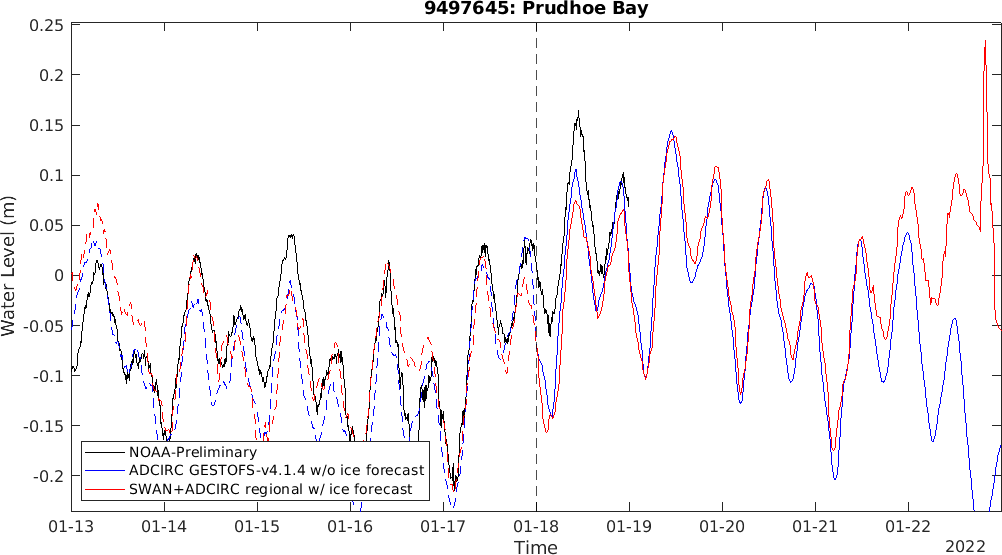 9497645: Prudhoe Bay
0.25
0.2
0.15
0.1
0.05
0
-0.05
-0.1
-0.15
-0.2
Water Level (m)
NOAA-Preliminary
ADCIRC GESTOFS-v4.1.4 w/o ice forecast
SWAN+ADCIRC regional w/ ice forecast
01-13 01-14 01-15 01-16 01-17 01-18 01-19 01-20 01-21 01-22
Time
2022